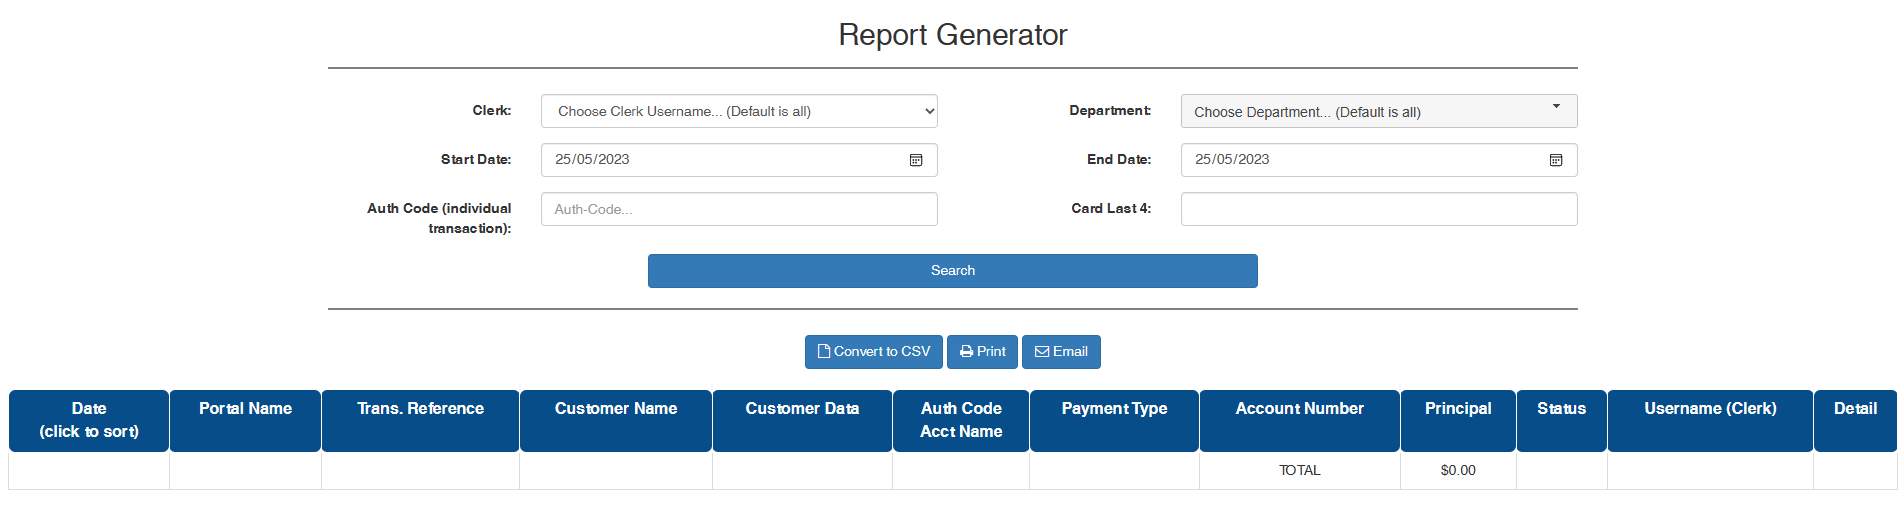 Report Generator
Clerk: Choose Clerk Username... (Default is all) Department: Choose Department... (Default is all)
Start Date: 25/05/2023 End Date: 25/05/2023
Auth Code (individual transaction): Auth-Code... Card Last 4:
Search
Convert to CSV Print Email
Date (click to sort) Portal Name Trans. Reference Customer Name Customer Data Auth Code Acct Name Payment Type Account Number Principal Status Username (Clerk) Detail
TOTAL $0.00